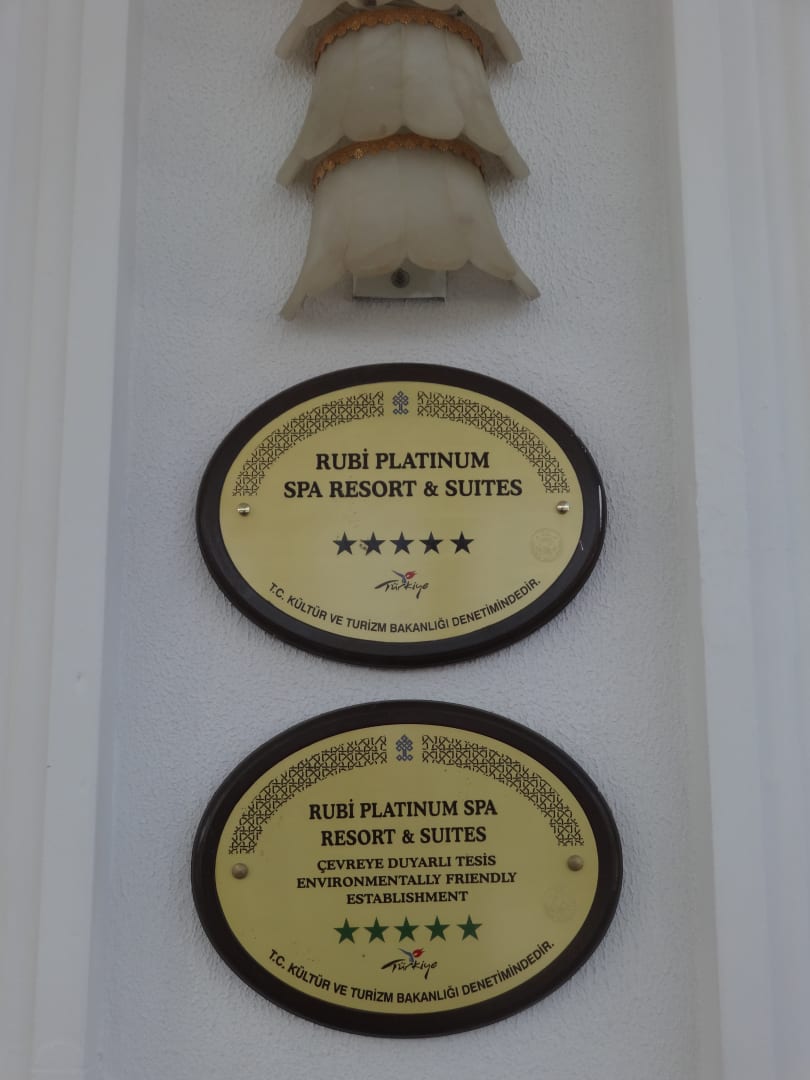 RUBİ PLATINUM
SPA RESORT & SUITES
★★★★★
Türkiye
T.C. KÜLTÜR VE TURİZM BAKANLIĞI DENETİMİNDEDİR.
RUBİ PLATINUM SPA
RESORT & SUITES
ÇEVREYE DUYARLI TESİS
ENVIRONMENTALLY FRIENDLY
ESTABLISHMENT
★★★★★
Türkiye
T.C. KÜLTÜR VE TURİZM BAKANLIĞI DENETİMİNDEDİR.